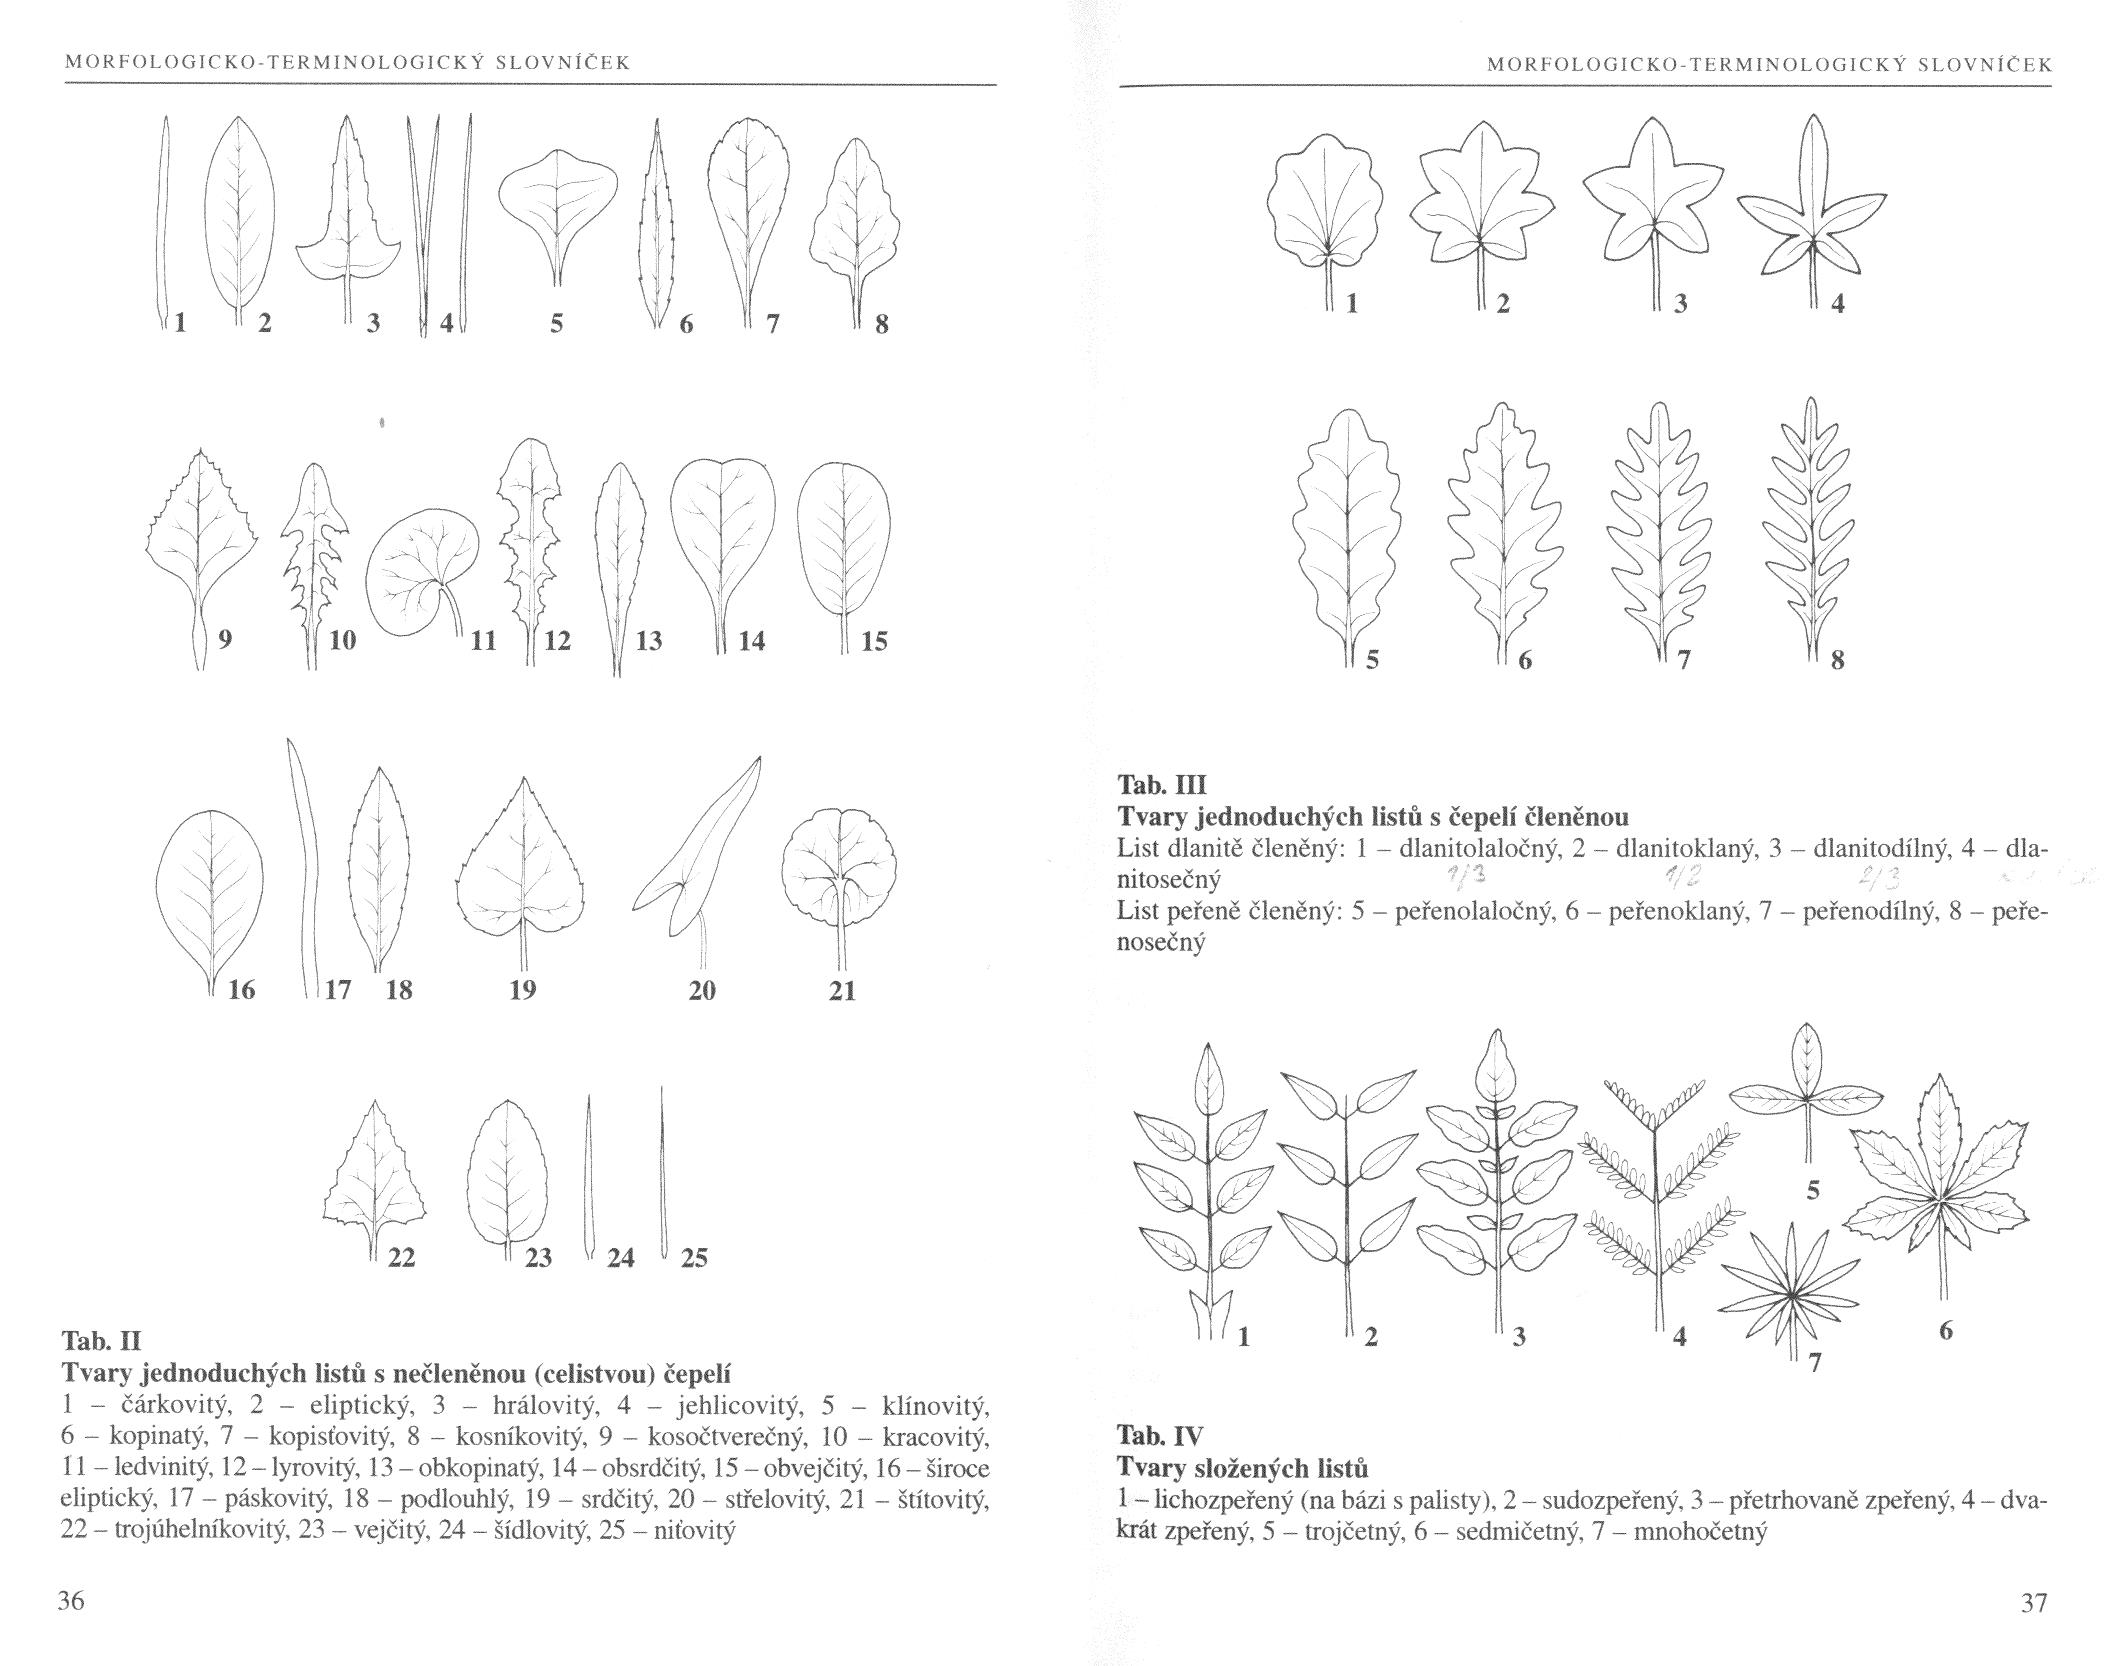 MORFOLOGICKO-TERMINOLOGICKÝ SLOVNÍČEK
1 2 3 4 5 6 7 8
9 10 11 12 13 14 15
16 17 18 19 20 21
22 23 24 25
Tab. II
Tvary jednoduchých listů s nečleněnou (celistvou) čepelí
1 – čárkovitý, 2 – eliptický, 3 – hrálovitý, 4 – jehlicovitý, 5 – klínovitý,
6 – kopinatý, 7 – kopisťovitý, 8 – kosníkovitý, 9 – kosočtverečný, 10 – kracovitý,
11 – ledvinitý, 12 – lyrovitý, 13 – obkopinatý, 14 – obsrdčitý, 15 – obvejčitý, 16 – široce
eliptický, 17 – páskovitý, 18 – podlouhlý, 19 – srdčitý, 20 – střelovitý, 21 – štítovitý,
22 – trojúhelníkovitý, 23 – vejčitý, 24 – šídlovitý, 25 – niťovitý
36
MORFOLOGICKO-TERMINOLOGICKÝ SLOVNÍČEK
1 2 3 4
5 6 7 8
Tab. III
Tvary jednoduchých listů s čepelí členěnou
List dlanitě členěný: 1 – dlanitolaločný, 2 – dlanitoklaný, 3 – dlanitodílný, 4 – dla-
nitosečný 1/3 1/2 2/3
List peřeně členěný: 5 – peřenolaločný, 6 – peřenoklaný, 7 – peřenodílný, 8 – peře-
nosečný
5
1 2 3 4 6
7
Tab. IV
Tvary složených listů
1 – lichozpeřený (na bázi s palisty), 2 – sudozpeřený, 3 – přetrhovaně zpeřený, 4 – dva-
krát zpeřený, 5 – trojčetný, 6 – sedmičetný, 7 – mnohočetný
37